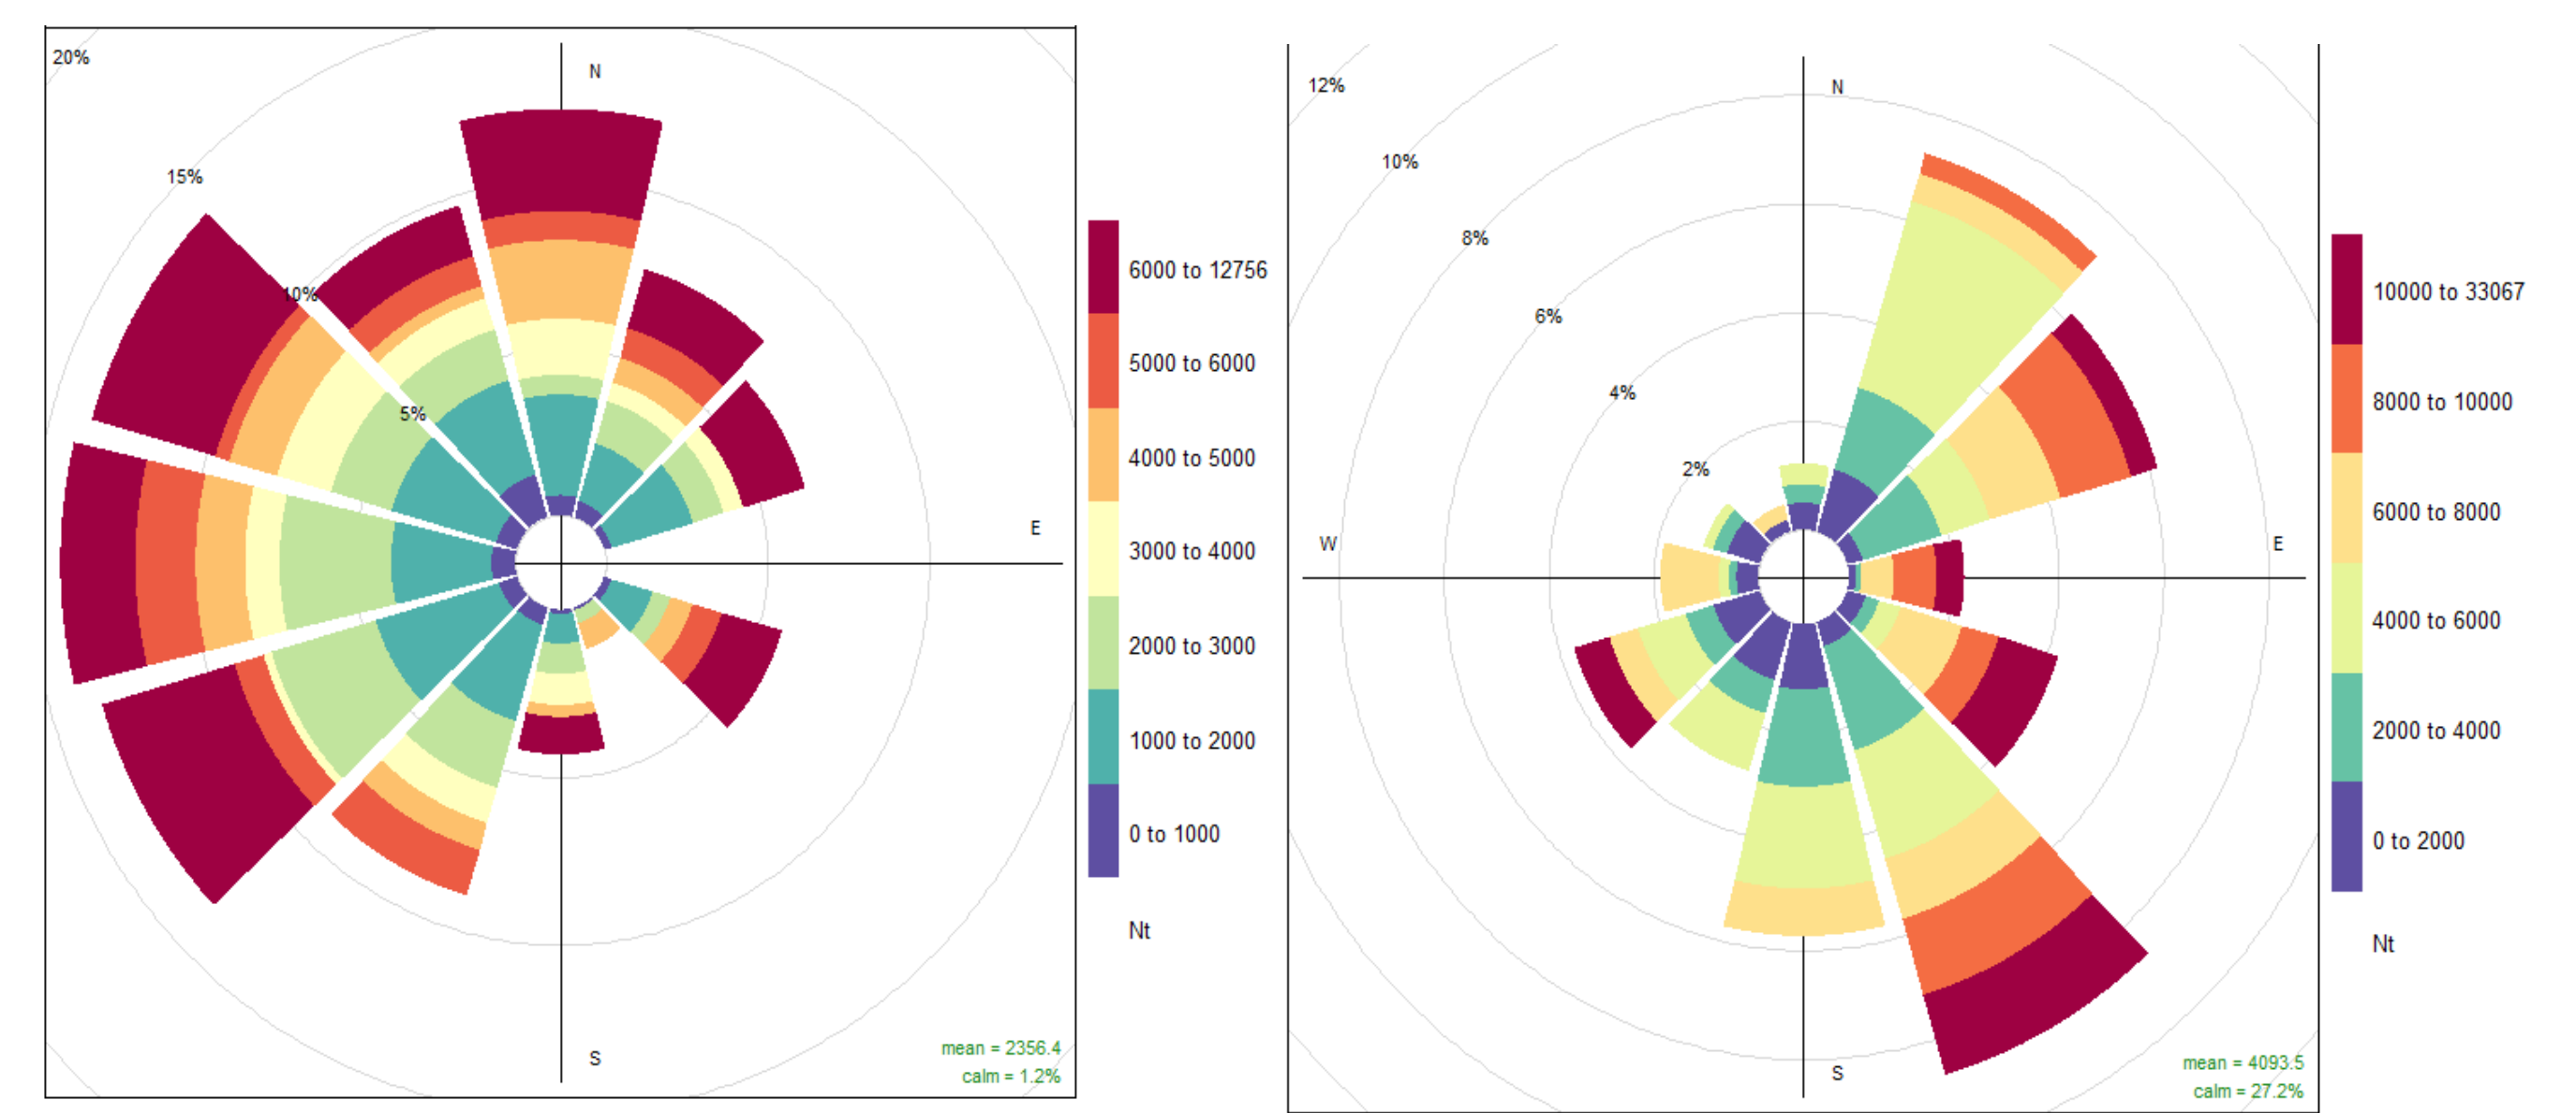 20%
15%
10%
5%
N
E
S
mean = 2356.4
calm = 1.2%
6000 to 12756
5000 to 6000
4000 to 5000
3000 to 4000
2000 to 3000
1000 to 2000
0 to 1000
Nt
12%
10%
8%
6%
4%
2%
N
W
E
S
mean = 4093.5
calm = 27.2%
10000 to 33067
8000 to 10000
6000 to 8000
4000 to 6000
2000 to 4000
0 to 2000
Nt